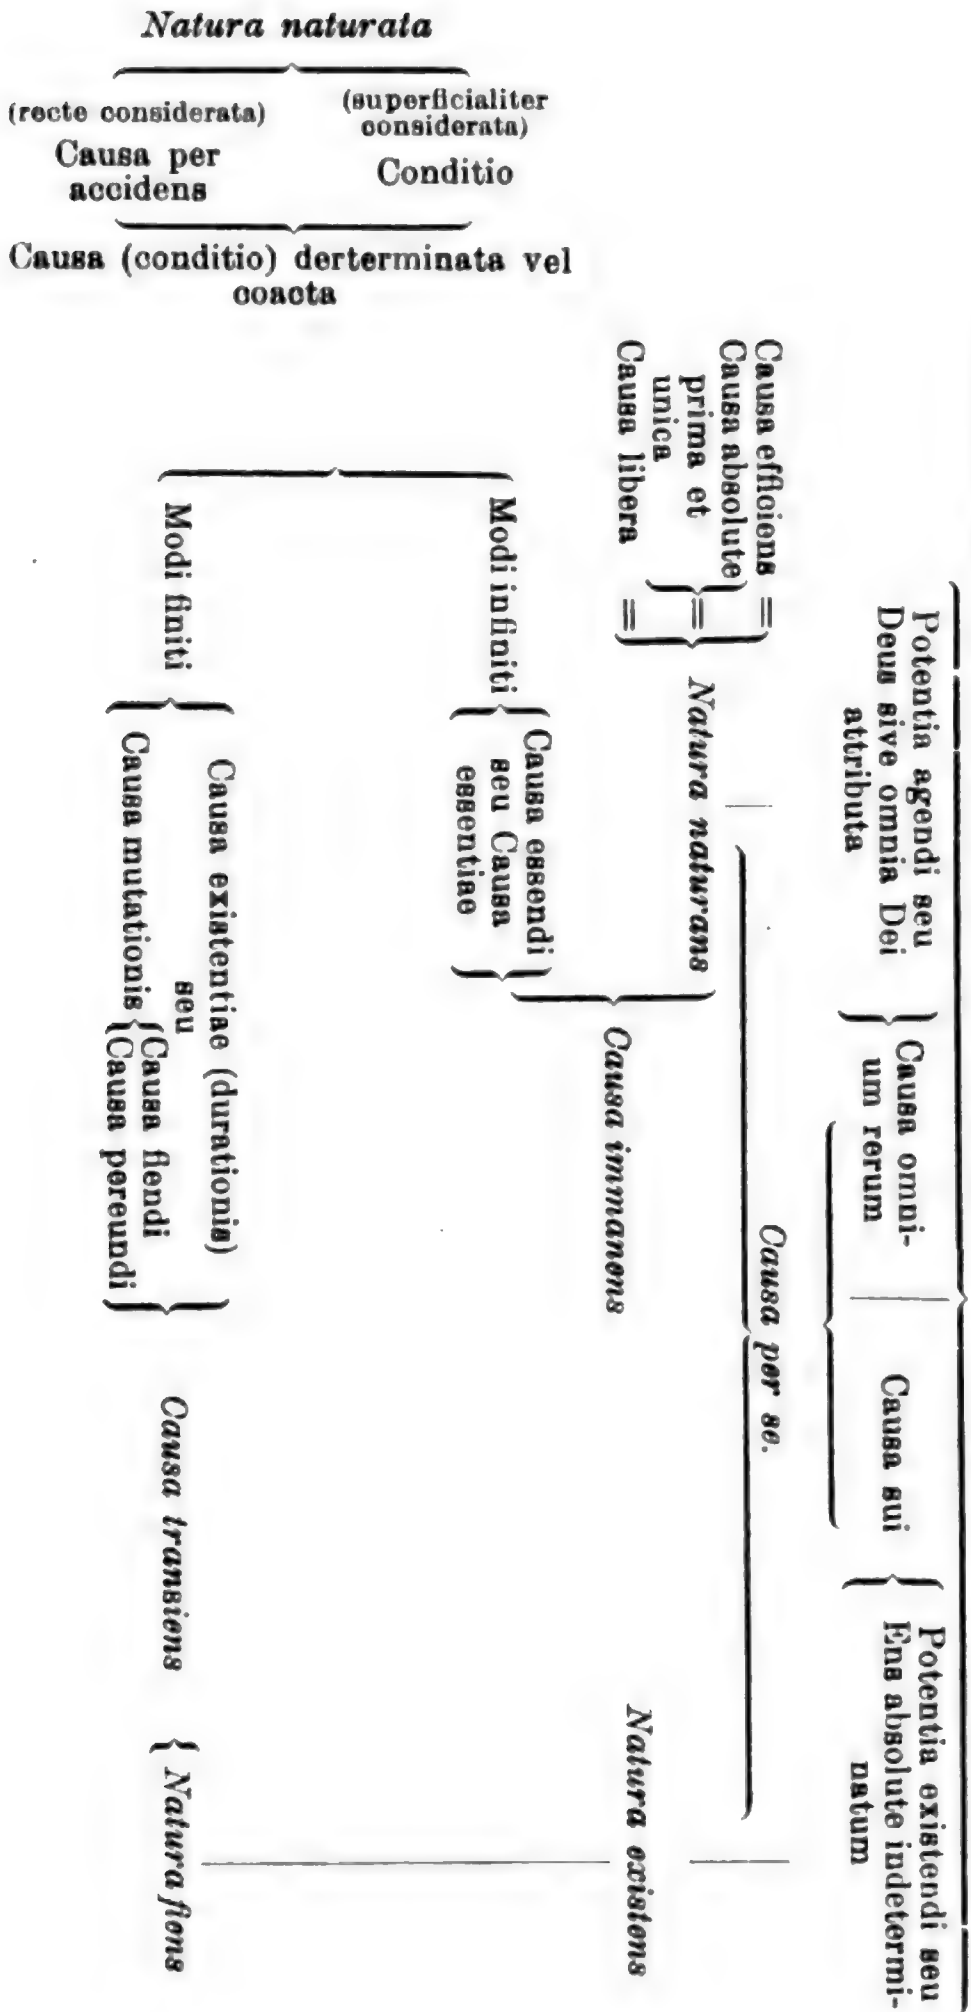 Natura naturata
(recte considerata)
(superficialiter
considerata)
Causa per
accidens
Conditio
Causa (conditio) derterminata vel
coacta
Potentia agendi seu
Deus sive omnia Dei
attributa
Causa omni-
um rerum
Causa sui
Potentia existendi seu
Ens absolute indetermi-
natum
Causa per se.
Causa efficiens =
Causa absolute
prima et
unica
=
Causa libera =
Natura naturans
Causa immanens
Natura existens
Modi infiniti
Causa essendi
seu Causa
essentiae
Modi finiti
Causa existentiae (durationis)
seu
Causa mutationis
Causa fiendi
Causa pereundi
Causa transiens
Natura fiens